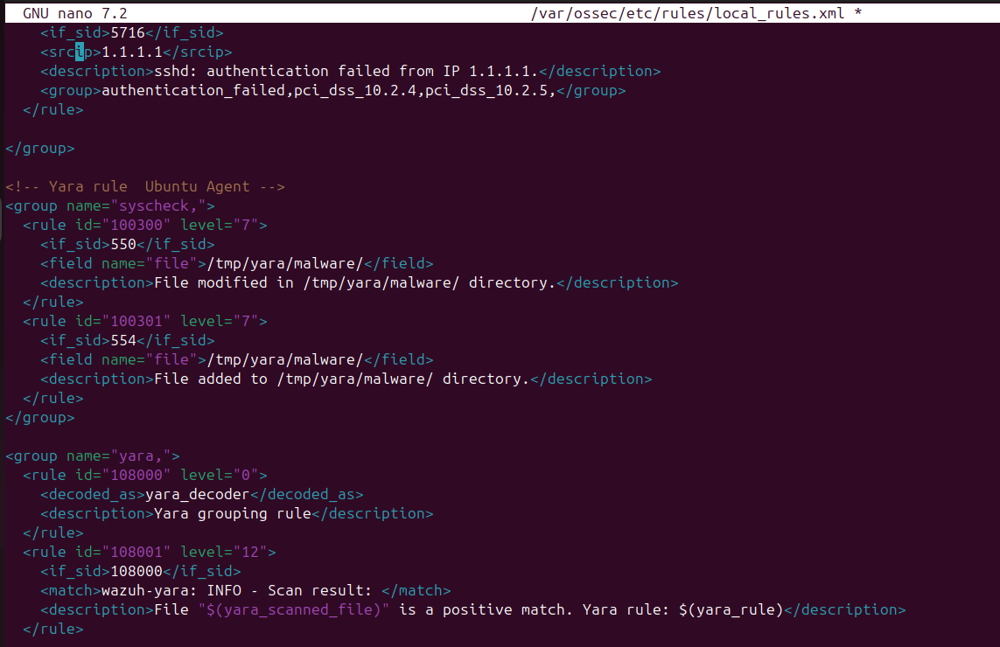 GNU nano 7.2 /var/ossec/etc/rules/local_rules.xml *
    <if_sid>5716</if_sid>
    <srcip>1.1.1.1</srcip>
    <description>sshd: authentication failed from IP 1.1.1.1.</description>
    <group>authentication_failed,pci_dss_10.2.4,pci_dss_10.2.5,</group>
  </rule>
</group>
<!-- Yara rule  Ubuntu Agent -->
<group name="syscheck,">
  <rule id="100300" level="7">
    <if_sid>550</if_sid>
    <field name="file">/tmp/yara/malware/</field>
    <description>File modified in /tmp/yara/malware/ directory.</description>
  </rule>
  <rule id="100301" level="7">
    <if_sid>554</if_sid>
    <field name="file">/tmp/yara/malware/</field>
    <description>File added to /tmp/yara/malware/ directory.</description>
  </rule>
</group>
<group name="yara,">
  <rule id="108000" level="0">
    <decoded_as>yara_decoder</decoded_as>
    <description>Yara grouping rule</description>
  </rule>
  <rule id="108001" level="12">
    <if_sid>108000</if_sid>
    <match>wazuh-yara: INFO - Scan result: </match>
    <description>File "$(yara_scanned_file)" is a positive match. Yara rule: $(yara_rule)</description>
  </rule>